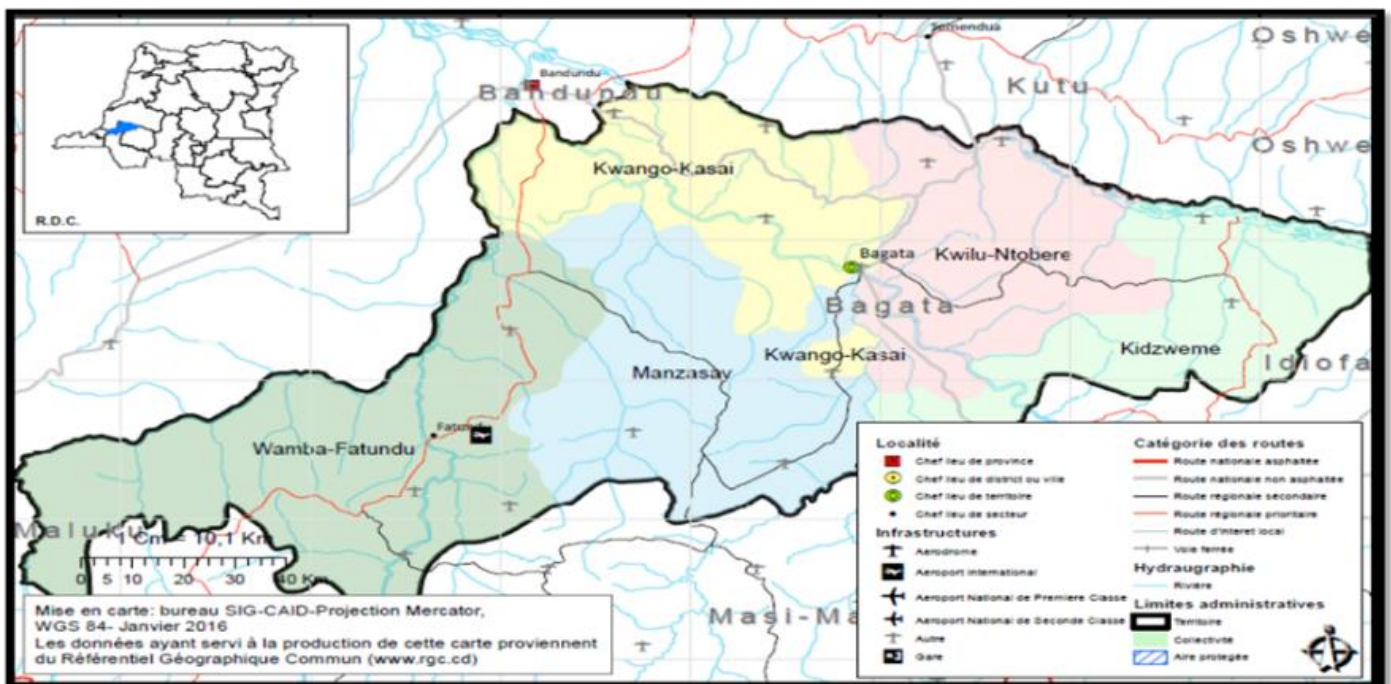 R.D.C.
Semendua
Oshwe
Bandundu
Bandundu
Kutu
Oshwe
Kwango-Kasai
Kwilu-Ntobere
Bagata
Bagata
Kwango-Kasai
Kidzweme
Idiofa
Manzasay
Wamba-Fatundu
Maluku
1 Cm = 10,1 Km
0 5 10 20 30 40 Km
Masi-Ma
Mise en carte: bureau SIG-CAID-Projection Mercator,
WGS 84- Janvier 2016
Les données ayant servi à la production de cette carte proviennent
du Référentiel Géographique Commun (www.rgc.cd)
Localité
Chef lieu de province
Chef lieu de district ou ville
Chef lieu de territoire
Chef lieu de secteur
Infrastructures
Aerodrome
Aeroport International
Aeroport National de Premiere Classe
Aeroport National de Seconde Classe
Autre
Gare
Catégorie des routes
Route nationale asphaltée
Route nationale non asphaltée
Route régionale secondaire
Route régionale prioritaire
Route d'interet local
Voie ferrée
Hydraugraphie
Rivière
Limites administratives
Territoire
Collectivité
Aire protegée